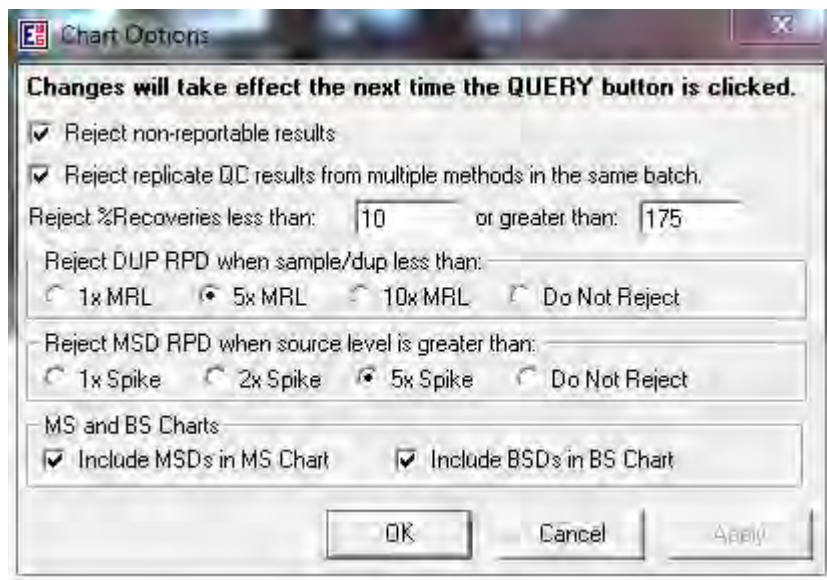 Chart Options
Changes will take effect the next time the QUERY button is clicked.
Reject non-reportable results
Reject replicate QC results from multiple methods in the same batch.
Reject %Recoveries less than: 10 or greater than: 175
Reject DUP RPD when sample/dup less than:
1x MRL 5x MRL 10x MRL Do Not Reject
Reject MSD RPD when source level is greater than:
1x Spike 2x Spike 5x Spike Do Not Reject
MS and BS Charts
Include MSDs in MS Chart Include BSDs in BS Chart
OK Cancel Apply